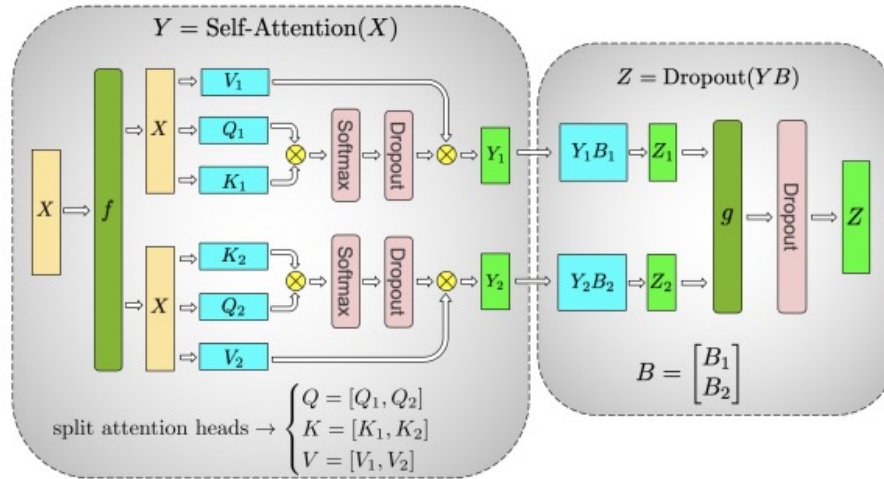 Y = Self-Attention(X)
Z = Dropout(YB)
X
f
X
V₁
Q₁
K₁
Softmax
Dropout
Y₁
Y₁B₁
Z₁
X
K₂
Q₂
V₂
Softmax
Dropout
Y₂
Y₂B₂
Z₂
g
Dropout
Z
split attention heads → { Q = [Q₁, Q₂]
K = [K₁, K₂]
V = [V₁, V₂]
B = [B₁
B₂]